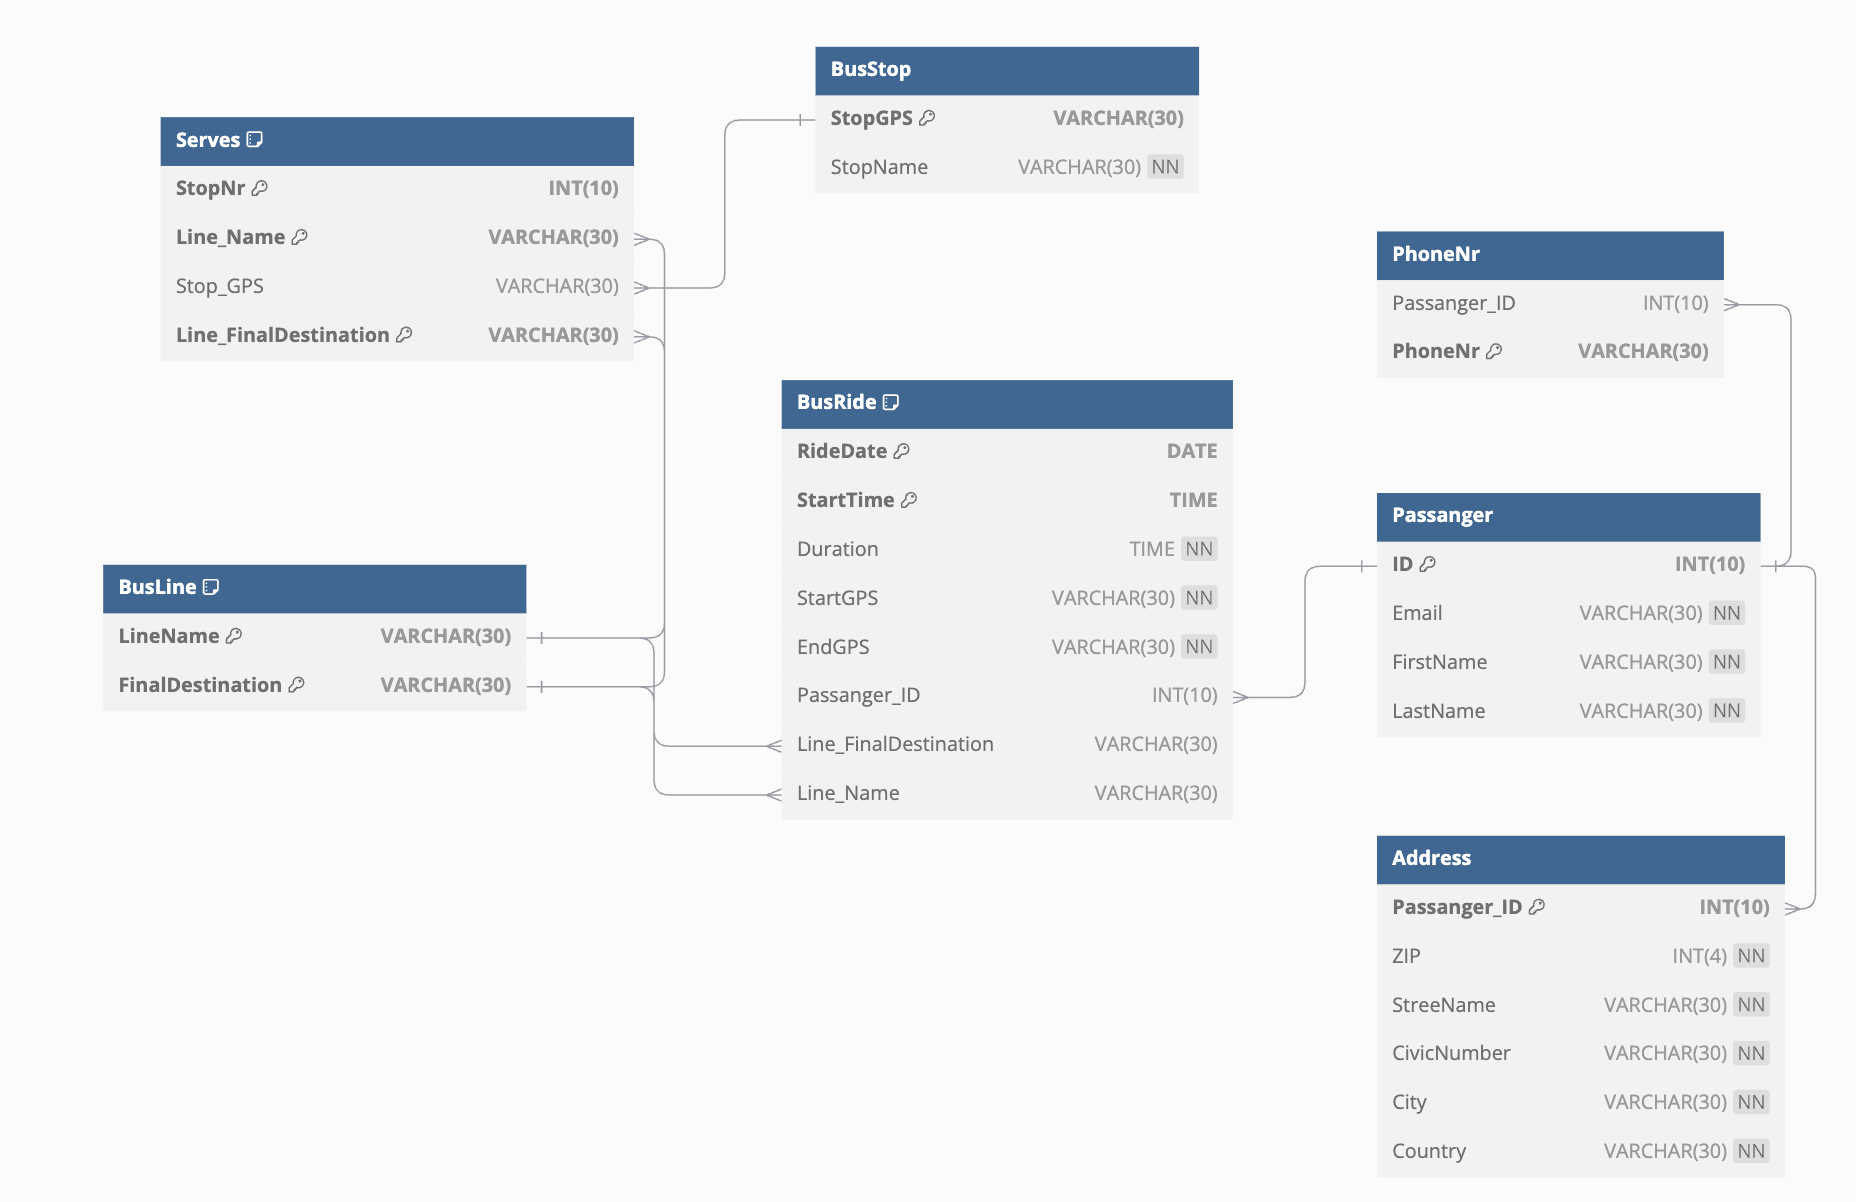 BusStop
StopGPS VARCHAR(30)
StopName VARCHAR(30) NN
Serves
StopNr INT(10)
Line_Name VARCHAR(30)
Stop_GPS VARCHAR(30)
Line_FinalDestination VARCHAR(30)
PhoneNr
Passanger_ID INT(10)
PhoneNr VARCHAR(30)
BusRide
RideDate DATE
StartTime TIME
Duration TIME NN
StartGPS VARCHAR(30) NN
EndGPS VARCHAR(30) NN
Passanger_ID INT(10)
Line_FinalDestination VARCHAR(30)
Line_Name VARCHAR(30)
Passanger
ID INT(10)
Email VARCHAR(30) NN
FirstName VARCHAR(30) NN
LastName VARCHAR(30) NN
BusLine
LineName VARCHAR(30)
FinalDestination VARCHAR(30)
Address
Passanger_ID INT(10)
ZIP INT(4) NN
StreeName VARCHAR(30) NN
CivicNumber VARCHAR(30) NN
City VARCHAR(30) NN
Country VARCHAR(30) NN